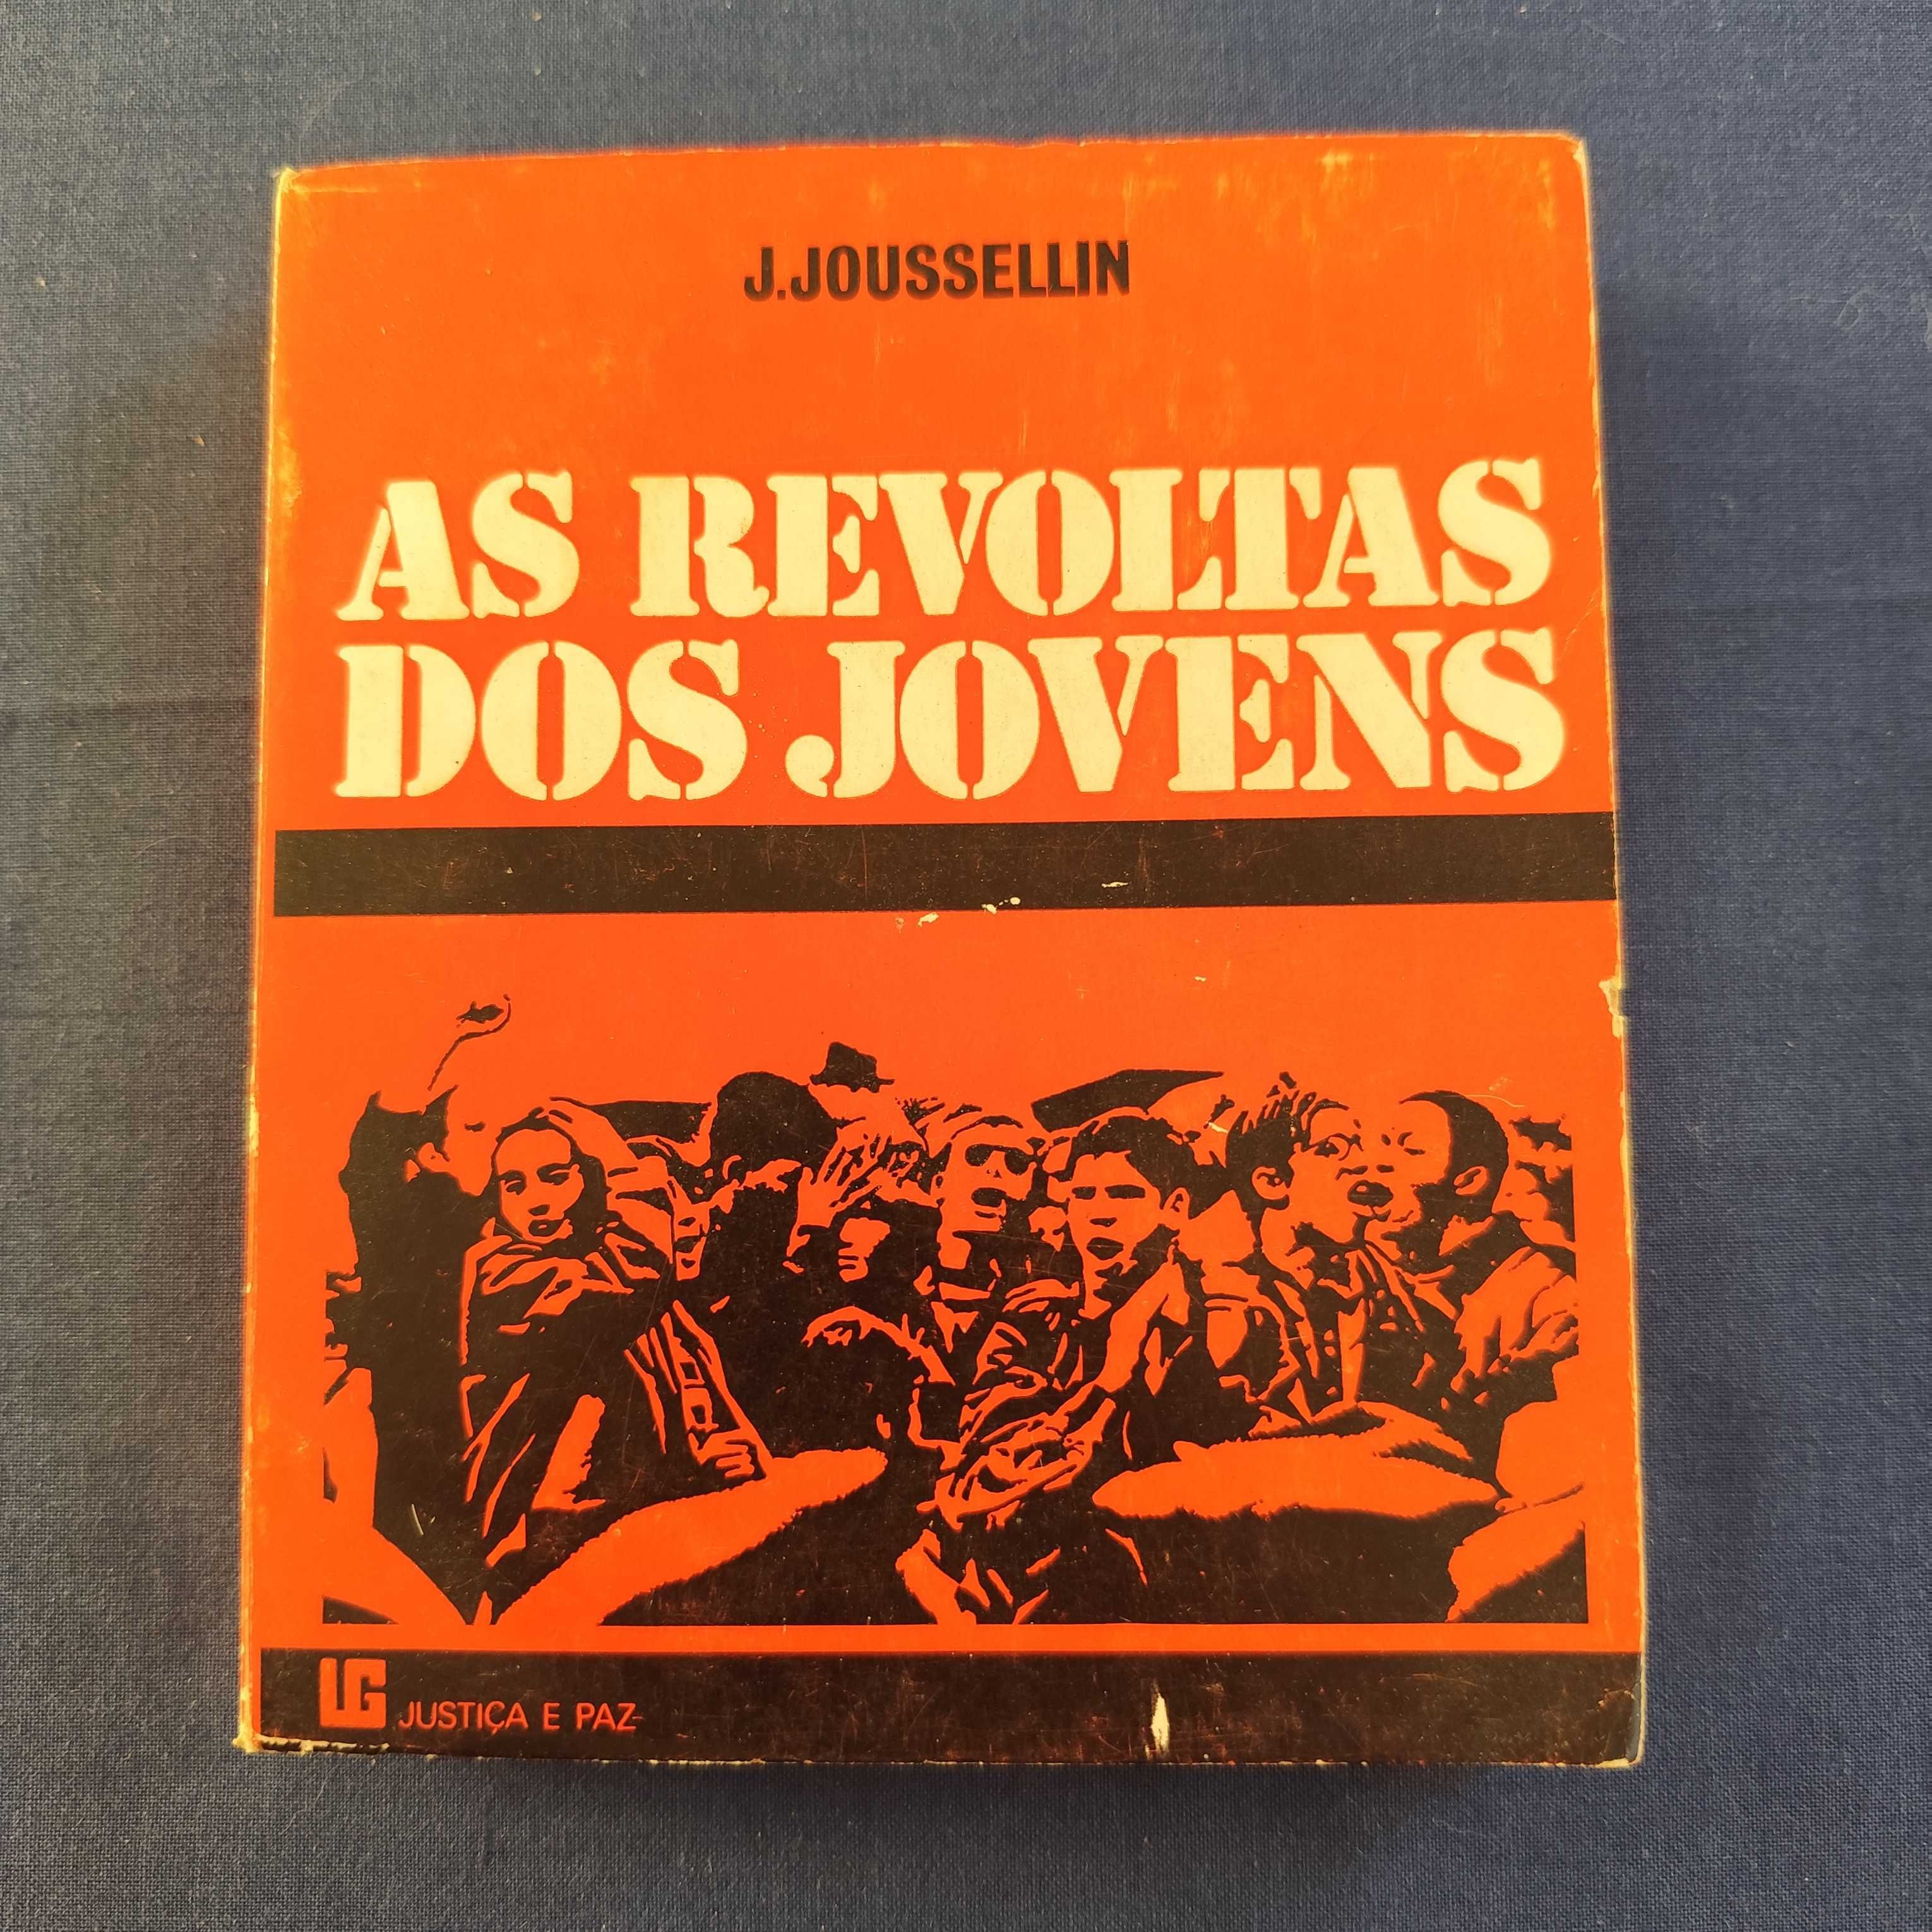 J. JOUSSELLIN
AS REVOLTAS
DOS JOVENS
LG JUSTIÇA E PAZ